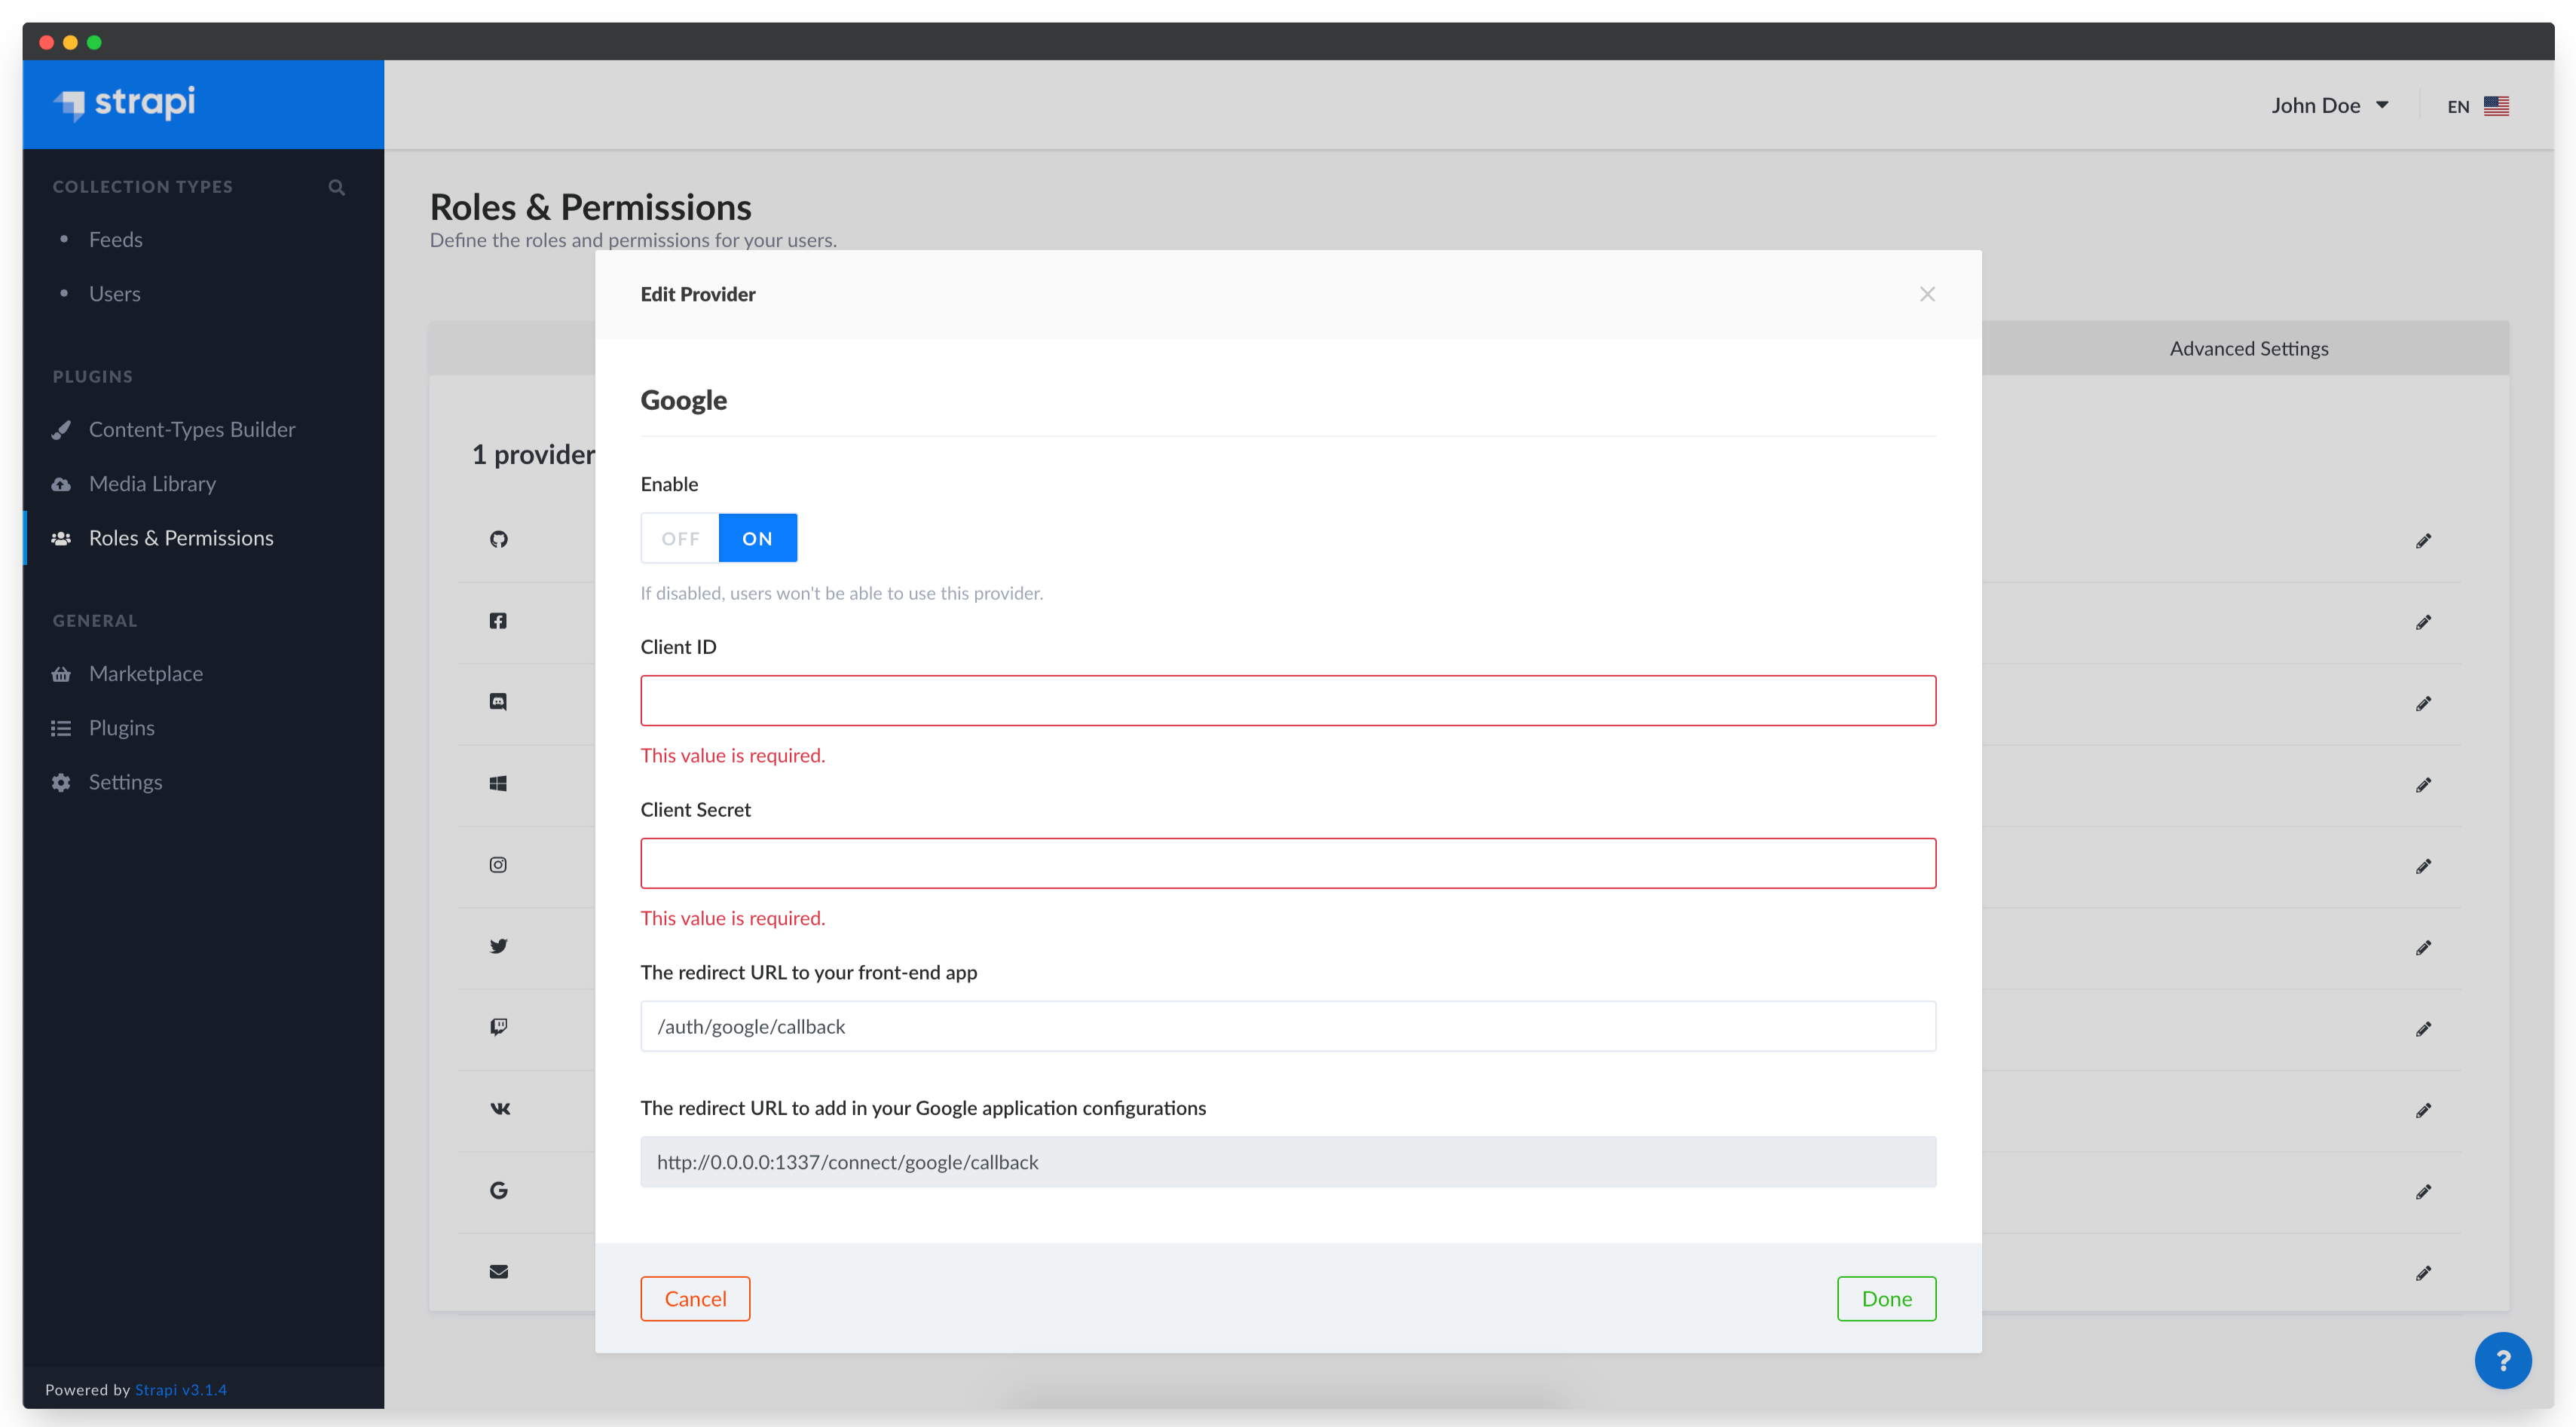 strapi
John Doe
EN
COLLECTION TYPES
Feeds
Users
PLUGINS
Content-Types Builder
Media Library
Roles & Permissions
GENERAL
Marketplace
Plugins
Settings
Powered by Strapi v3.1.4
Roles & Permissions
Define the roles and permissions for your users.
Advanced Settings
1 provider
Edit Provider
Google
Enable
OFF ON
If disabled, users won't be able to use this provider.
Client ID
This value is required.
Client Secret
This value is required.
The redirect URL to your front-end app
/auth/google/callback
The redirect URL to add in your Google application configurations
http://0.0.0.0:1337/connect/google/callback
Cancel
Done
?